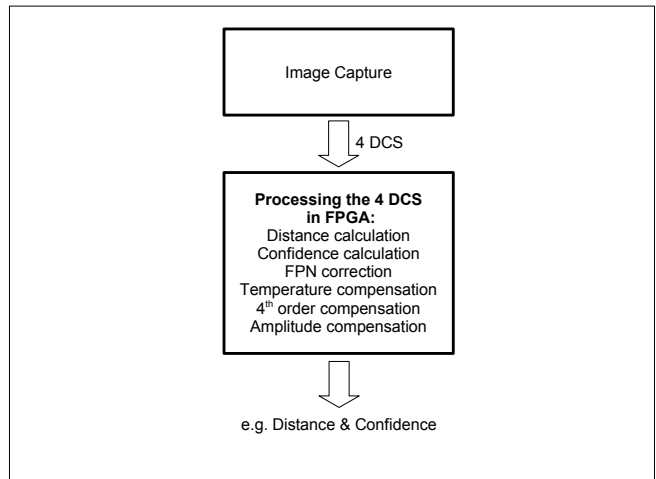 Image Capture
4 DCS
Processing the 4 DCS
in FPGA:
Distance calculation
Confidence calculation
FPN correction
Temperature compensation
4th order compensation
Amplitude compensation
e.g. Distance & Confidence